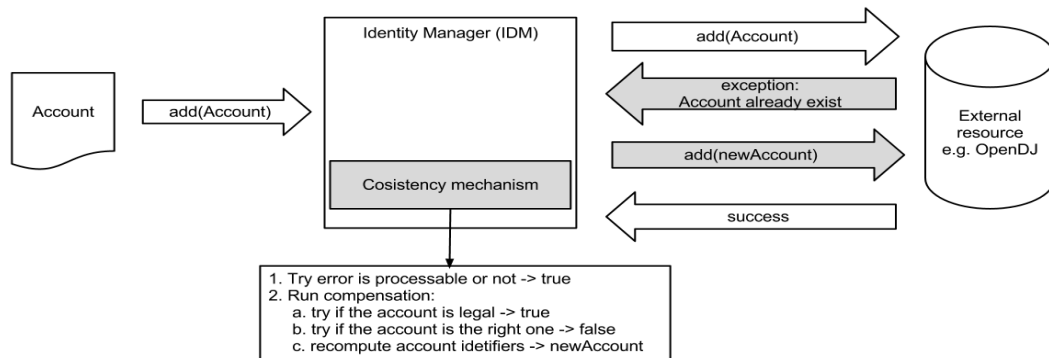 Identity Manager (IDM)
add(Account)
exception:
Account already exist
Account
add(Account)
External
resource
e.g. OpenDJ
add(newAccount)
Cosistency mechanism
success
1. Try error is processable or not -> true
2. Run compensation:
a. try if the account is legal -> true
b. try if the account is the right one -> false
c. recompute account idetifiers -> newAccount